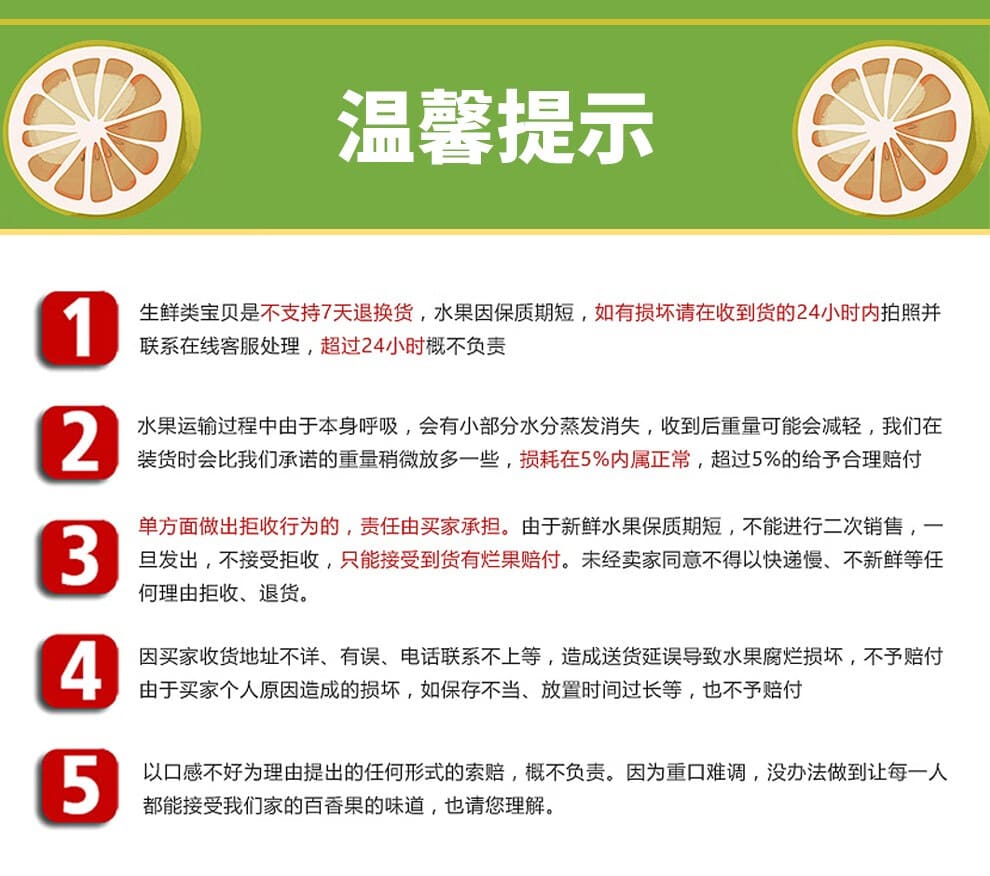 温馨提示
1
生鲜类宝贝是不支持7天退换货，水果因保质期短，如有损坏请在收到货的24小时内拍照并
联系在线客服处理，超过24小时概不负责
2
水果运输过程中由于本身呼吸，会有小部分水分蒸发消失，收到后重量可能会减轻，我们在
装货时会比我们承诺的重量稍微放多一些，损耗在5%内属正常，超过5%的给予合理赔付
3
单方面做出拒收行为的，责任由买家承担。由于新鲜水果保质期短，不能进行二次销售，一
旦发出，不接受拒收，只能接受到货有烂果赔付。未经卖家同意不得以快递慢、不新鲜等任
何理由拒收、退货。
4
因买家收货地址不详、有误、电话联系不上等，造成送货延误导致水果腐烂损坏，不予赔付
由于买家个人原因造成的损坏，如保存不当、放置时间过长等，也不予赔付
5
以口感不好为理由提出的任何形式的索赔，概不负责。因为重口难调，没办法做到让每一人
都能接受我们家的百香果的味道，也请您理解。